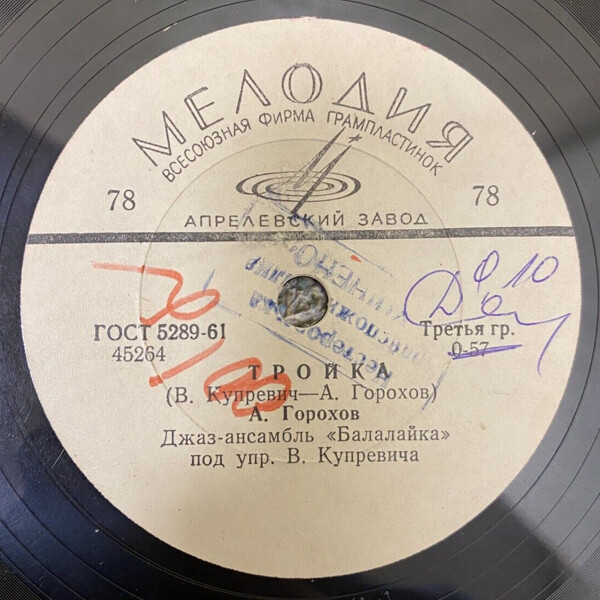 МЕЛОДИЯ
ВСЕСОЮЗНАЯ ФИРМА ГРАМПЛАСТИНОК
78
78
АПРЕЛЕВСКИЙ ЗАВОД
ГОСТ 5289-61
45264
Ф 10
Третья гр.
0-57
ТРОЙКА
(В. Купревич—А. Горохов)
А. Горохов
Джаз-ансамбль «Балалайка»
под упр. В. Купревича